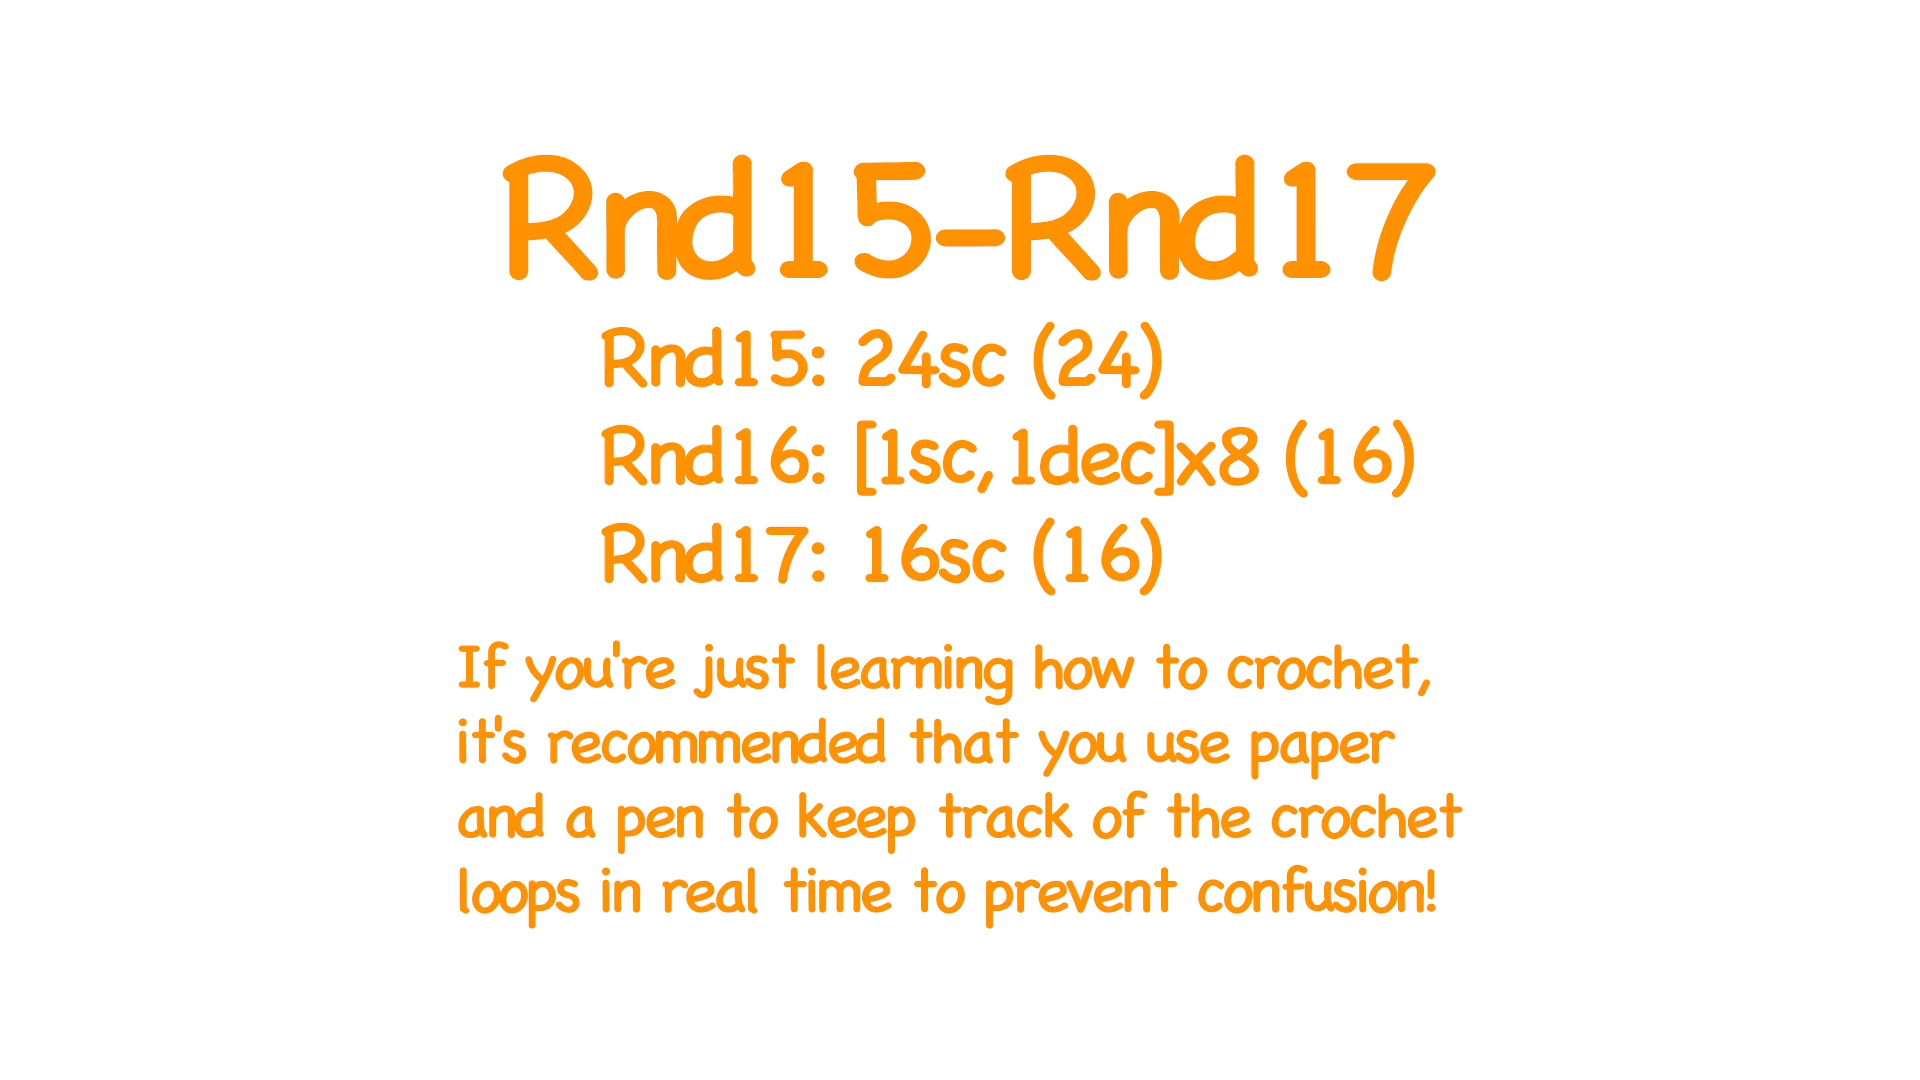 Rnd15-Rnd17
Rnd15: 24sc (24)
Rnd16: [1sc, 1dec]x8 (16)
Rnd17: 16sc (16)
If you're just learning how to crochet,
it's recommended that you use paper
and a pen to keep track of the crochet
loops in real time to prevent confusion!